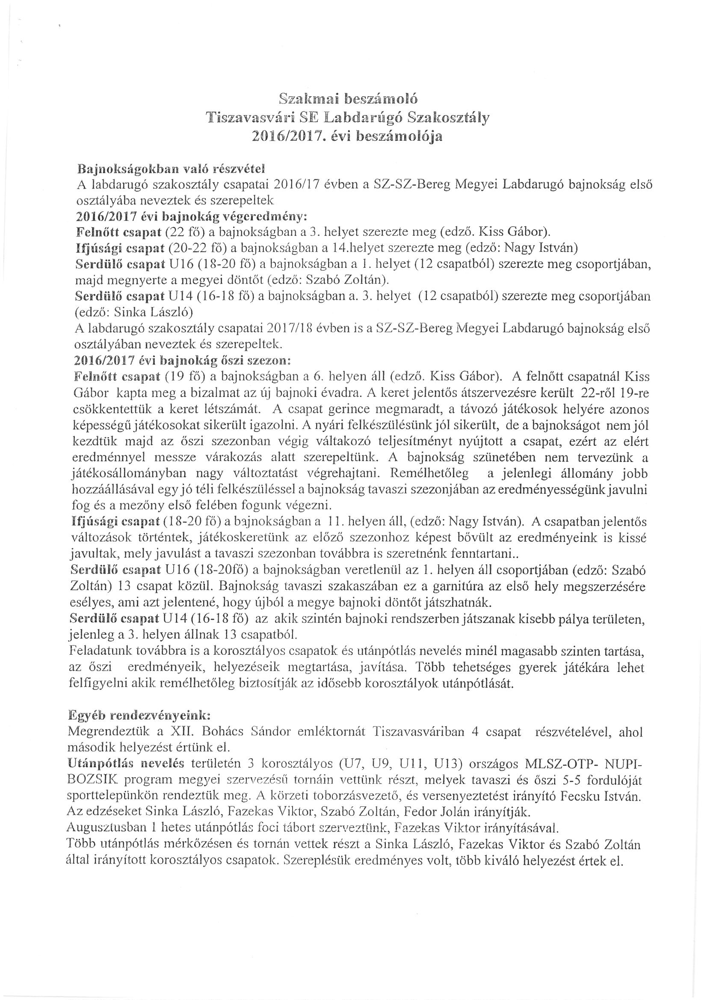 Szakmai beszámoló
Tiszavasvári SE Labdarúgó Szakosztály
2016/2017. évi beszámolója
Bajnokságokban való részvétel
A labdarugó szakosztály csapatai 2016/17 évben a SZ-SZ-Bereg Megyei Labdarugó bajnokság első
osztályába neveztek és szerepeltek
2016/2017 évi bajnokág végeredmény:
Felnőtt csapat (22 fő) a bajnokságban a 3. helyet szerezte meg (edző. Kiss Gábor).
Ifjúsági csapat (20-22 fő) a bajnokságban a 14.helyet szerezte meg (edző: Nagy István)
Serdülő csapat U16 (18-20 fő) a bajnokságban a 1. helyet (12 csapatból) szerezte meg csoportjában,
majd megnyerte a megyei döntőt (edző: Szabó Zoltán).
Serdülő csapat U14 (16-18 fő) a bajnokságban a. 3. helyet (12 csapatból) szerezte meg csoportjában
(edző: Sinka László)
A labdarugó szakosztály csapatai 2017/18 évben is a SZ-SZ-Bereg Megyei Labdarugó bajnokság első
osztályában neveztek és szerepeltek.
2016/2017 évi bajnokág őszi szezon:
Felnőtt csapat (19 fő) a bajnokságban a 6. helyen áll (edző. Kiss Gábor). A felnőtt csapatnál Kiss
Gábor kapta meg a bizalmat az új bajnoki évadra. A keret jelentős átszervezésre került 22-ről 19-re
csökkentettük a keret létszámát. A csapat gerince megmaradt, a távozó játékosok helyére azonos
képességű játékosokat sikerült igazolni. A nyári felkészülésünk jól sikerült, de a bajnokságot nem jól
kezdtük majd az őszi szezonban végig váltakozó teljesítményt nyújtott a csapat, ezért az elért
eredménnyel messze várakozás alatt szerepeltünk. A bajnokság szünetében nem tervezünk a
játékosállományban nagy változtatást végrehajtani. Remélhetőleg a jelenlegi állomány jobb
hozzáállásával egy jó téli felkészüléssel a bajnokság tavaszi szezonjában az eredményességünk javulni
fog és a mezőny első felében fogunk végezni.
Ifjúsági csapat (18-20 fő) a bajnokságban a 11. helyen áll, (edző: Nagy István). A csapatban jelentős
változások történtek, játékoskeretünk az előző szezonhoz képest bővült az eredményeink is kissé
javultak, mely javulást a tavaszi szezonban továbbra is szeretnénk fenntartani..
Serdülő csapat U16 (18-20fő) a bajnokságban veretlenül az 1. helyen áll csoportjában (edző: Szabó
Zoltán) 13 csapat közül. Bajnokság tavaszi szakaszában ez a garnitúra az első hely megszerzésére
esélyes, ami azt jelentené, hogy újból a megye bajnoki döntőt játszhatnák.
Serdülő csapat U14 (16-18 fő) az akik szintén bajnoki rendszerben játszanak kisebb pálya területen,
jelenleg a 3. helyen állnak 13 csapatból.
Feladatunk továbbra is a korosztályos csapatok és utánpótlás nevelés minél magasabb szinten tartása,
az őszi eredményeik, helyezéseik megtartása, javítása. Több tehetséges gyerek játékára lehet
felfigyelni akik remélhetőleg biztosítják az idősebb korosztályok utánpótlását.
Egyéb rendezvényeink:
Megrendeztük a XII. Bohács Sándor emléktornát Tiszavasváriban 4 csapat részvételével, ahol
második helyezést értünk el.
Utánpótlás nevelés területén 3 korosztályos (U7, U9, U11, U13) országos MLSZ-OTP- NUPI-
BOZSIK program megyei szervezésű tornáin vettünk részt, melyek tavaszi és őszi 5-5 fordulóját
sporttelepünkön rendeztük meg. A körzeti toborzásvezető, és versenyeztetést irányító Fecsku István.
Az edzéseket Sinka László, Fazekas Viktor, Szabó Zoltán, Fedor Jolán irányítják.
Augusztusban 1 hetes utánpótlás foci tábort szerveztünk, Fazekas Viktor irányításával.
Több utánpótlás mérkőzésen és tornán vettek részt a Sinka László, Fazekas Viktor és Szabó Zoltán
által irányított korosztályos csapatok. Szereplésük eredményes volt, több kiváló helyezést értek el.